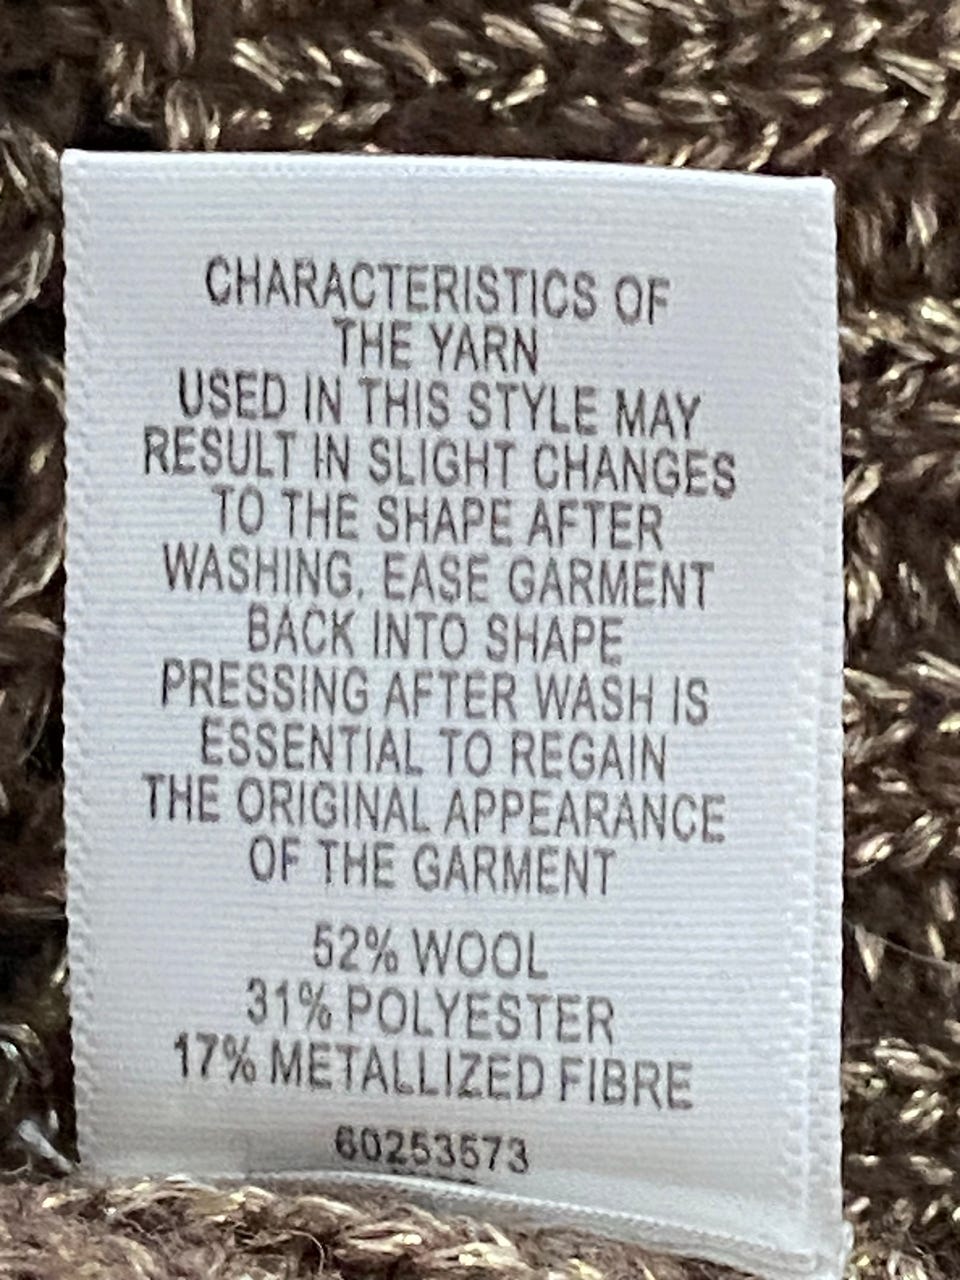 CHARACTERISTICS OF
THE YARN
USED IN THIS STYLE MAY
RESULT IN SLIGHT CHANGES
TO THE SHAPE AFTER
WASHING, EASE GARMENT
BACK INTO SHAPE
PRESSING AFTER WASH IS
ESSENTIAL TO REGAIN
THE ORIGINAL APPEARANCE
OF THE GARMENT
52% WOOL
31% POLYESTER
17% METALLIZED FIBRE
60253573